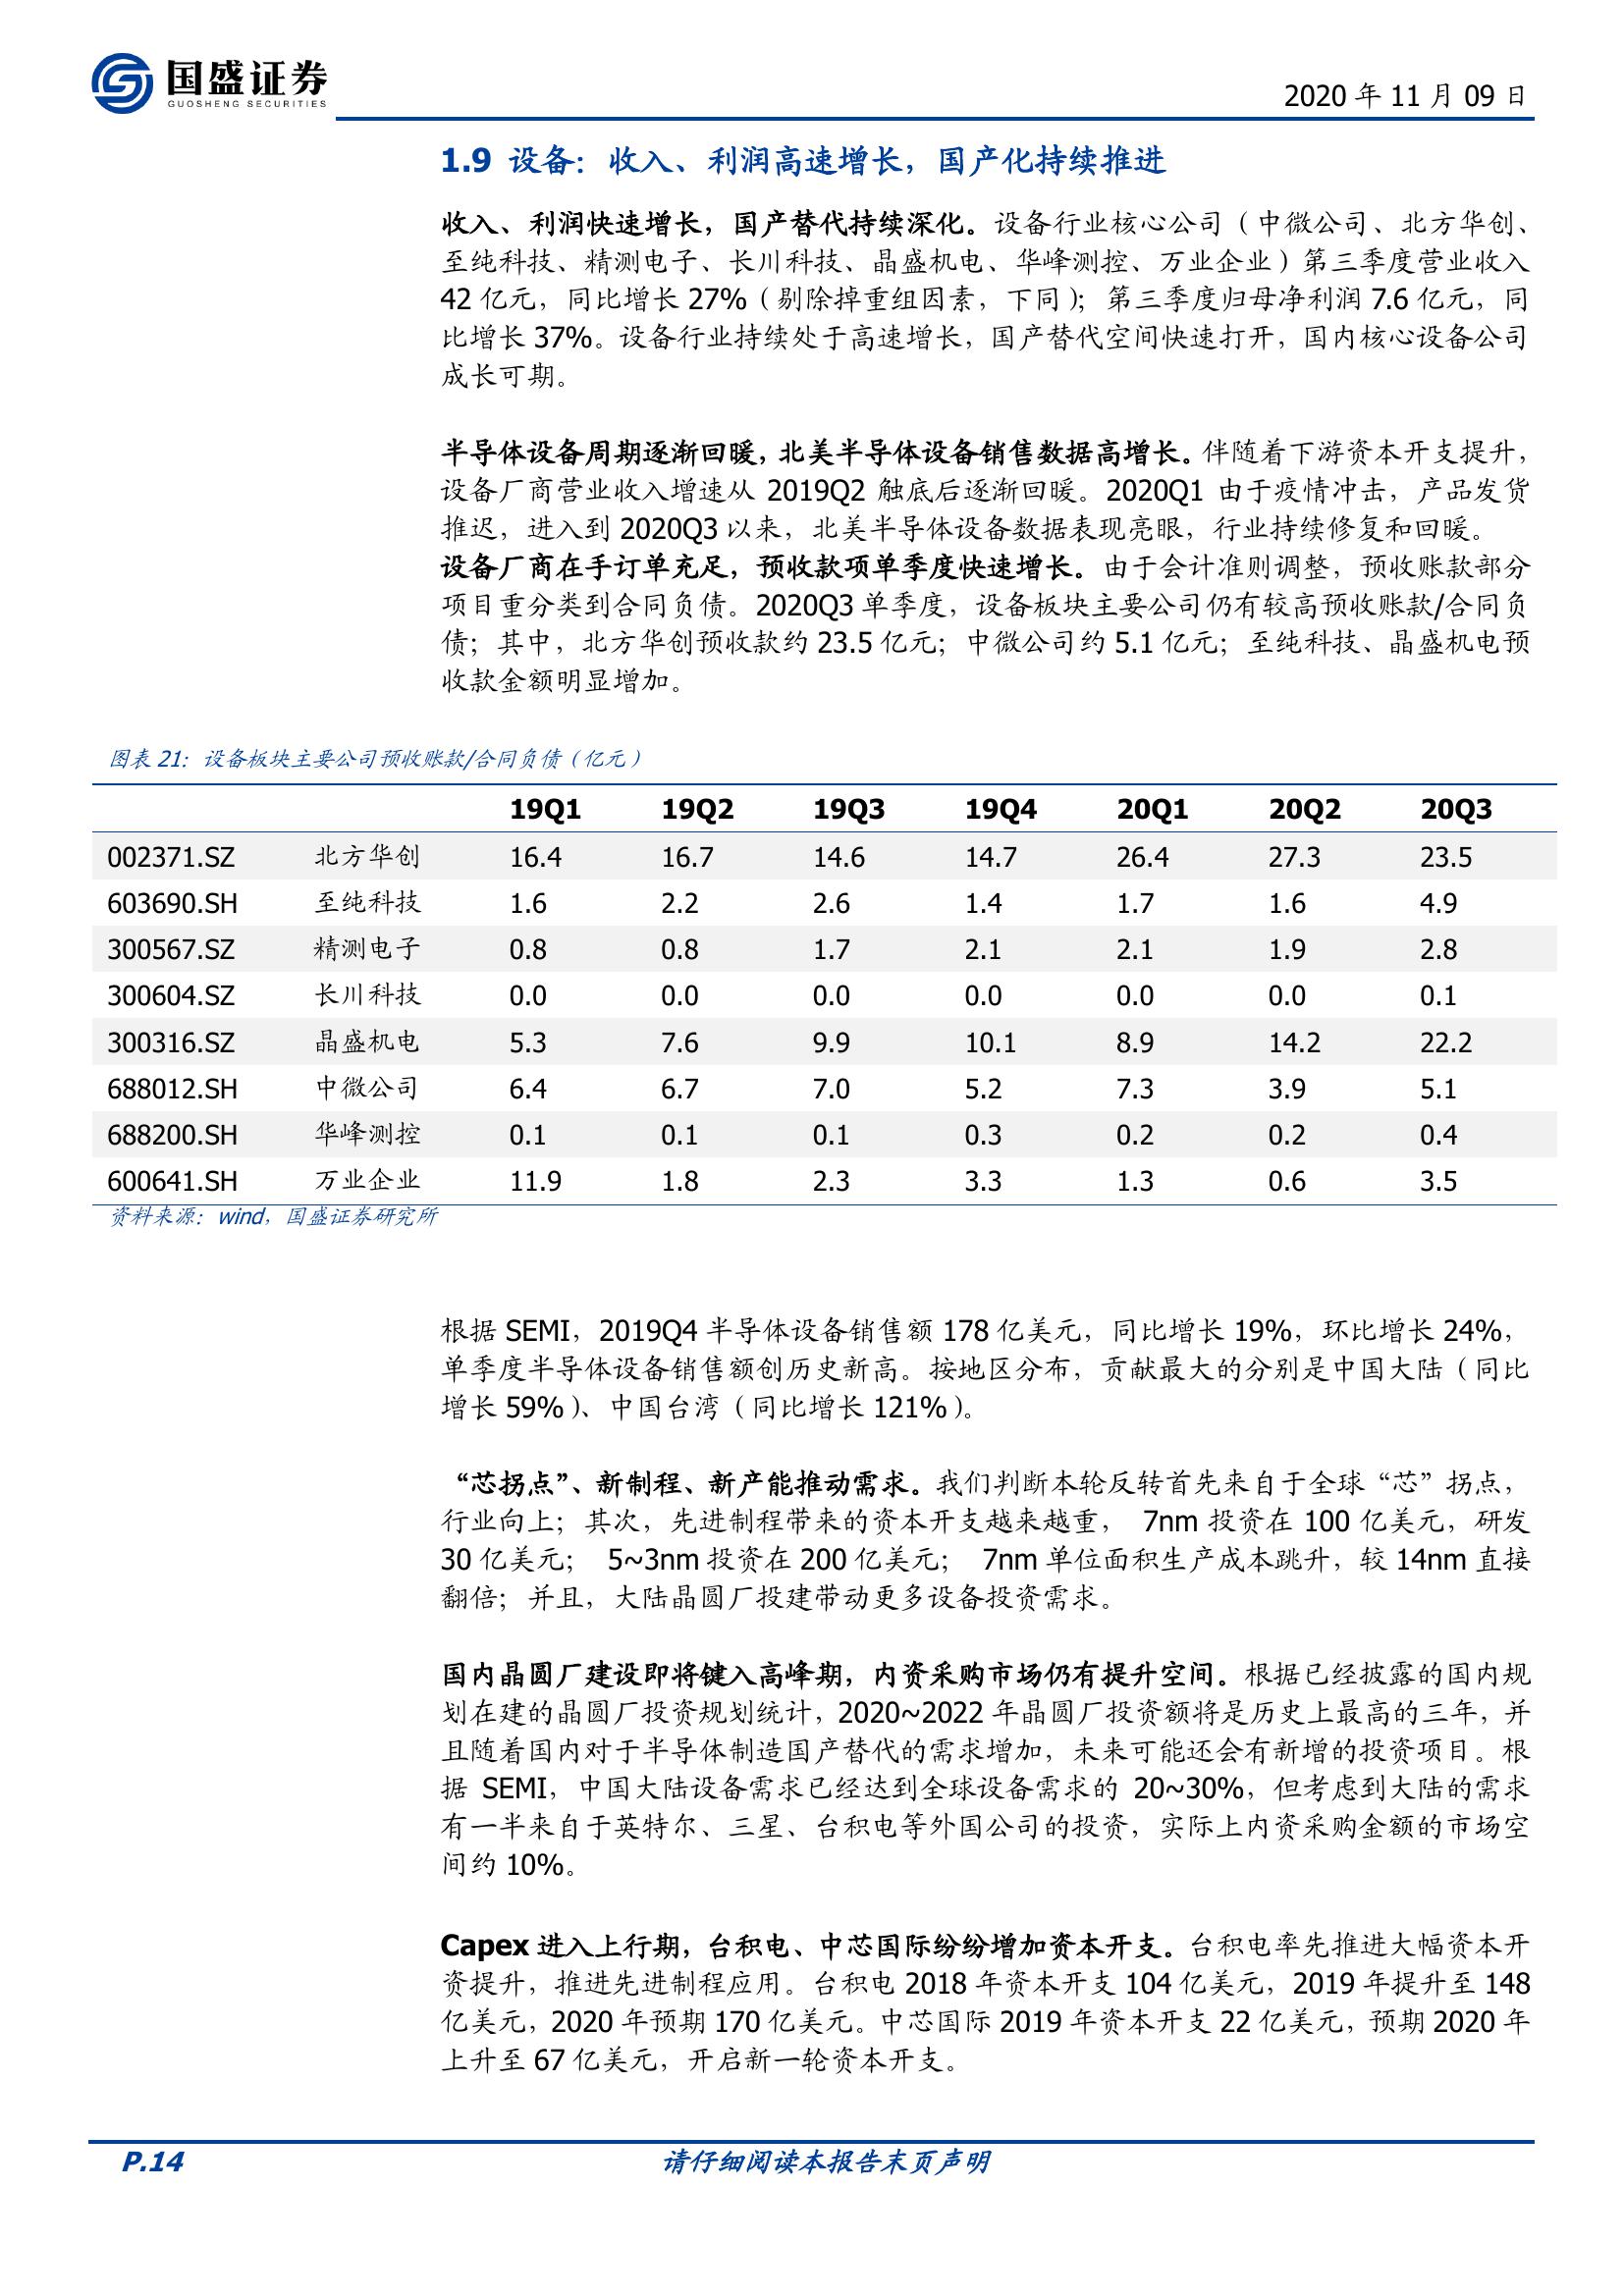 国盛证券
GUOSHENG SECURITIES
2020 年 11 月 09 日
1.9 设备：收入、利润高速增长，国产化持续推进
收入、利润快速增长，国产替代持续深化。设备行业核心公司（中微公司、北方华创、
至纯科技、精测电子、长川科技、晶盛机电、华峰测控、万业企业）第三季度营业收入
42 亿元，同比增长 27%（剔除掉重组因素，下同）；第三季度归母净利润 7.6 亿元，同
比增长 37%。设备行业持续处于高速增长，国产替代空间快速打开，国内核心设备公司
成长可期。
半导体设备周期逐渐回暖，北美半导体设备销售数据高增长。伴随着下游资本开支提升，
设备厂商营业收入增速从 2019Q2 触底后逐渐回暖。2020Q1 由于疫情冲击，产品发货
推迟，进入到 2020Q3 以来，北美半导体设备数据表现亮眼，行业持续修复和回暖。
设备厂商在手订单充足，预收款项单季度快速增长。由于会计准则调整，预收账款部分
项目重分类到合同负债。2020Q3 单季度，设备板块主要公司仍有较高预收账款/合同负
债；其中，北方华创预收款约 23.5 亿元；中微公司约 5.1 亿元；至纯科技、晶盛机电预
收款金额明显增加。
图表 21：设备板块主要公司预收账款/合同负债（亿元）
19Q1 19Q2 19Q3 19Q4 20Q1 20Q2 20Q3
002371.SZ 北方华创 16.4 16.7 14.6 14.7 26.4 27.3 23.5
603690.SH 至纯科技 1.6 2.2 2.6 1.4 1.7 1.6 4.9
300567.SZ 精测电子 0.8 0.8 1.7 2.1 2.1 1.9 2.8
300604.SZ 长川科技 0.0 0.0 0.0 0.0 0.0 0.0 0.1
300316.SZ 晶盛机电 5.3 7.6 9.9 10.1 8.9 14.2 22.2
688012.SH 中微公司 6.4 6.7 7.0 5.2 7.3 3.9 5.1
688200.SH 华峰测控 0.1 0.1 0.1 0.3 0.2 0.2 0.4
600641.SH 万业企业 11.9 1.8 2.3 3.3 1.3 0.6 3.5
资料来源：wind，国盛证券研究所
根据 SEMI，2019Q4 半导体设备销售额 178 亿美元，同比增长 19%，环比增长 24%，
单季度半导体设备销售额创历史新高。按地区分布，贡献最大的分别是中国大陆（同比
增长 59%）、中国台湾（同比增长 121%）。
“芯拐点”、新制程、新产能推动需求。我们判断本轮反转首先来自于全球“芯”拐点，
行业向上；其次，先进制程带来的资本开支越来越重， 7nm 投资在 100 亿美元，研发
30 亿美元； 5~3nm 投资在 200 亿美元； 7nm 单位面积生产成本跳升，较 14nm 直接
翻倍；并且，大陆晶圆厂投建带动更多设备投资需求。
国内晶圆厂建设即将键入高峰期，内资采购市场仍有提升空间。根据已经披露的国内规
划在建的晶圆厂投资规划统计，2020~2022 年晶圆厂投资额将是历史上最高的三年，并
且随着国内对于半导体制造国产替代的需求增加，未来可能还会有新增的投资项目。根
据 SEMI，中国大陆设备需求已经达到全球设备需求的 20~30%，但考虑到大陆的需求
有一半来自于英特尔、三星、台积电等外国公司的投资，实际上内资采购金额的市场空
间约 10%。
Capex 进入上行期，台积电、中芯国际纷纷增加资本开支。台积电率先推进大幅资本开
资提升，推进先进制程应用。台积电 2018 年资本开支 104 亿美元，2019 年提升至 148
亿美元，2020 年预期 170 亿美元。中芯国际 2019 年资本开支 22 亿美元，预期 2020 年
上升至 67 亿美元，开启新一轮资本开支。
P.14
请仔细阅读本报告末页声明